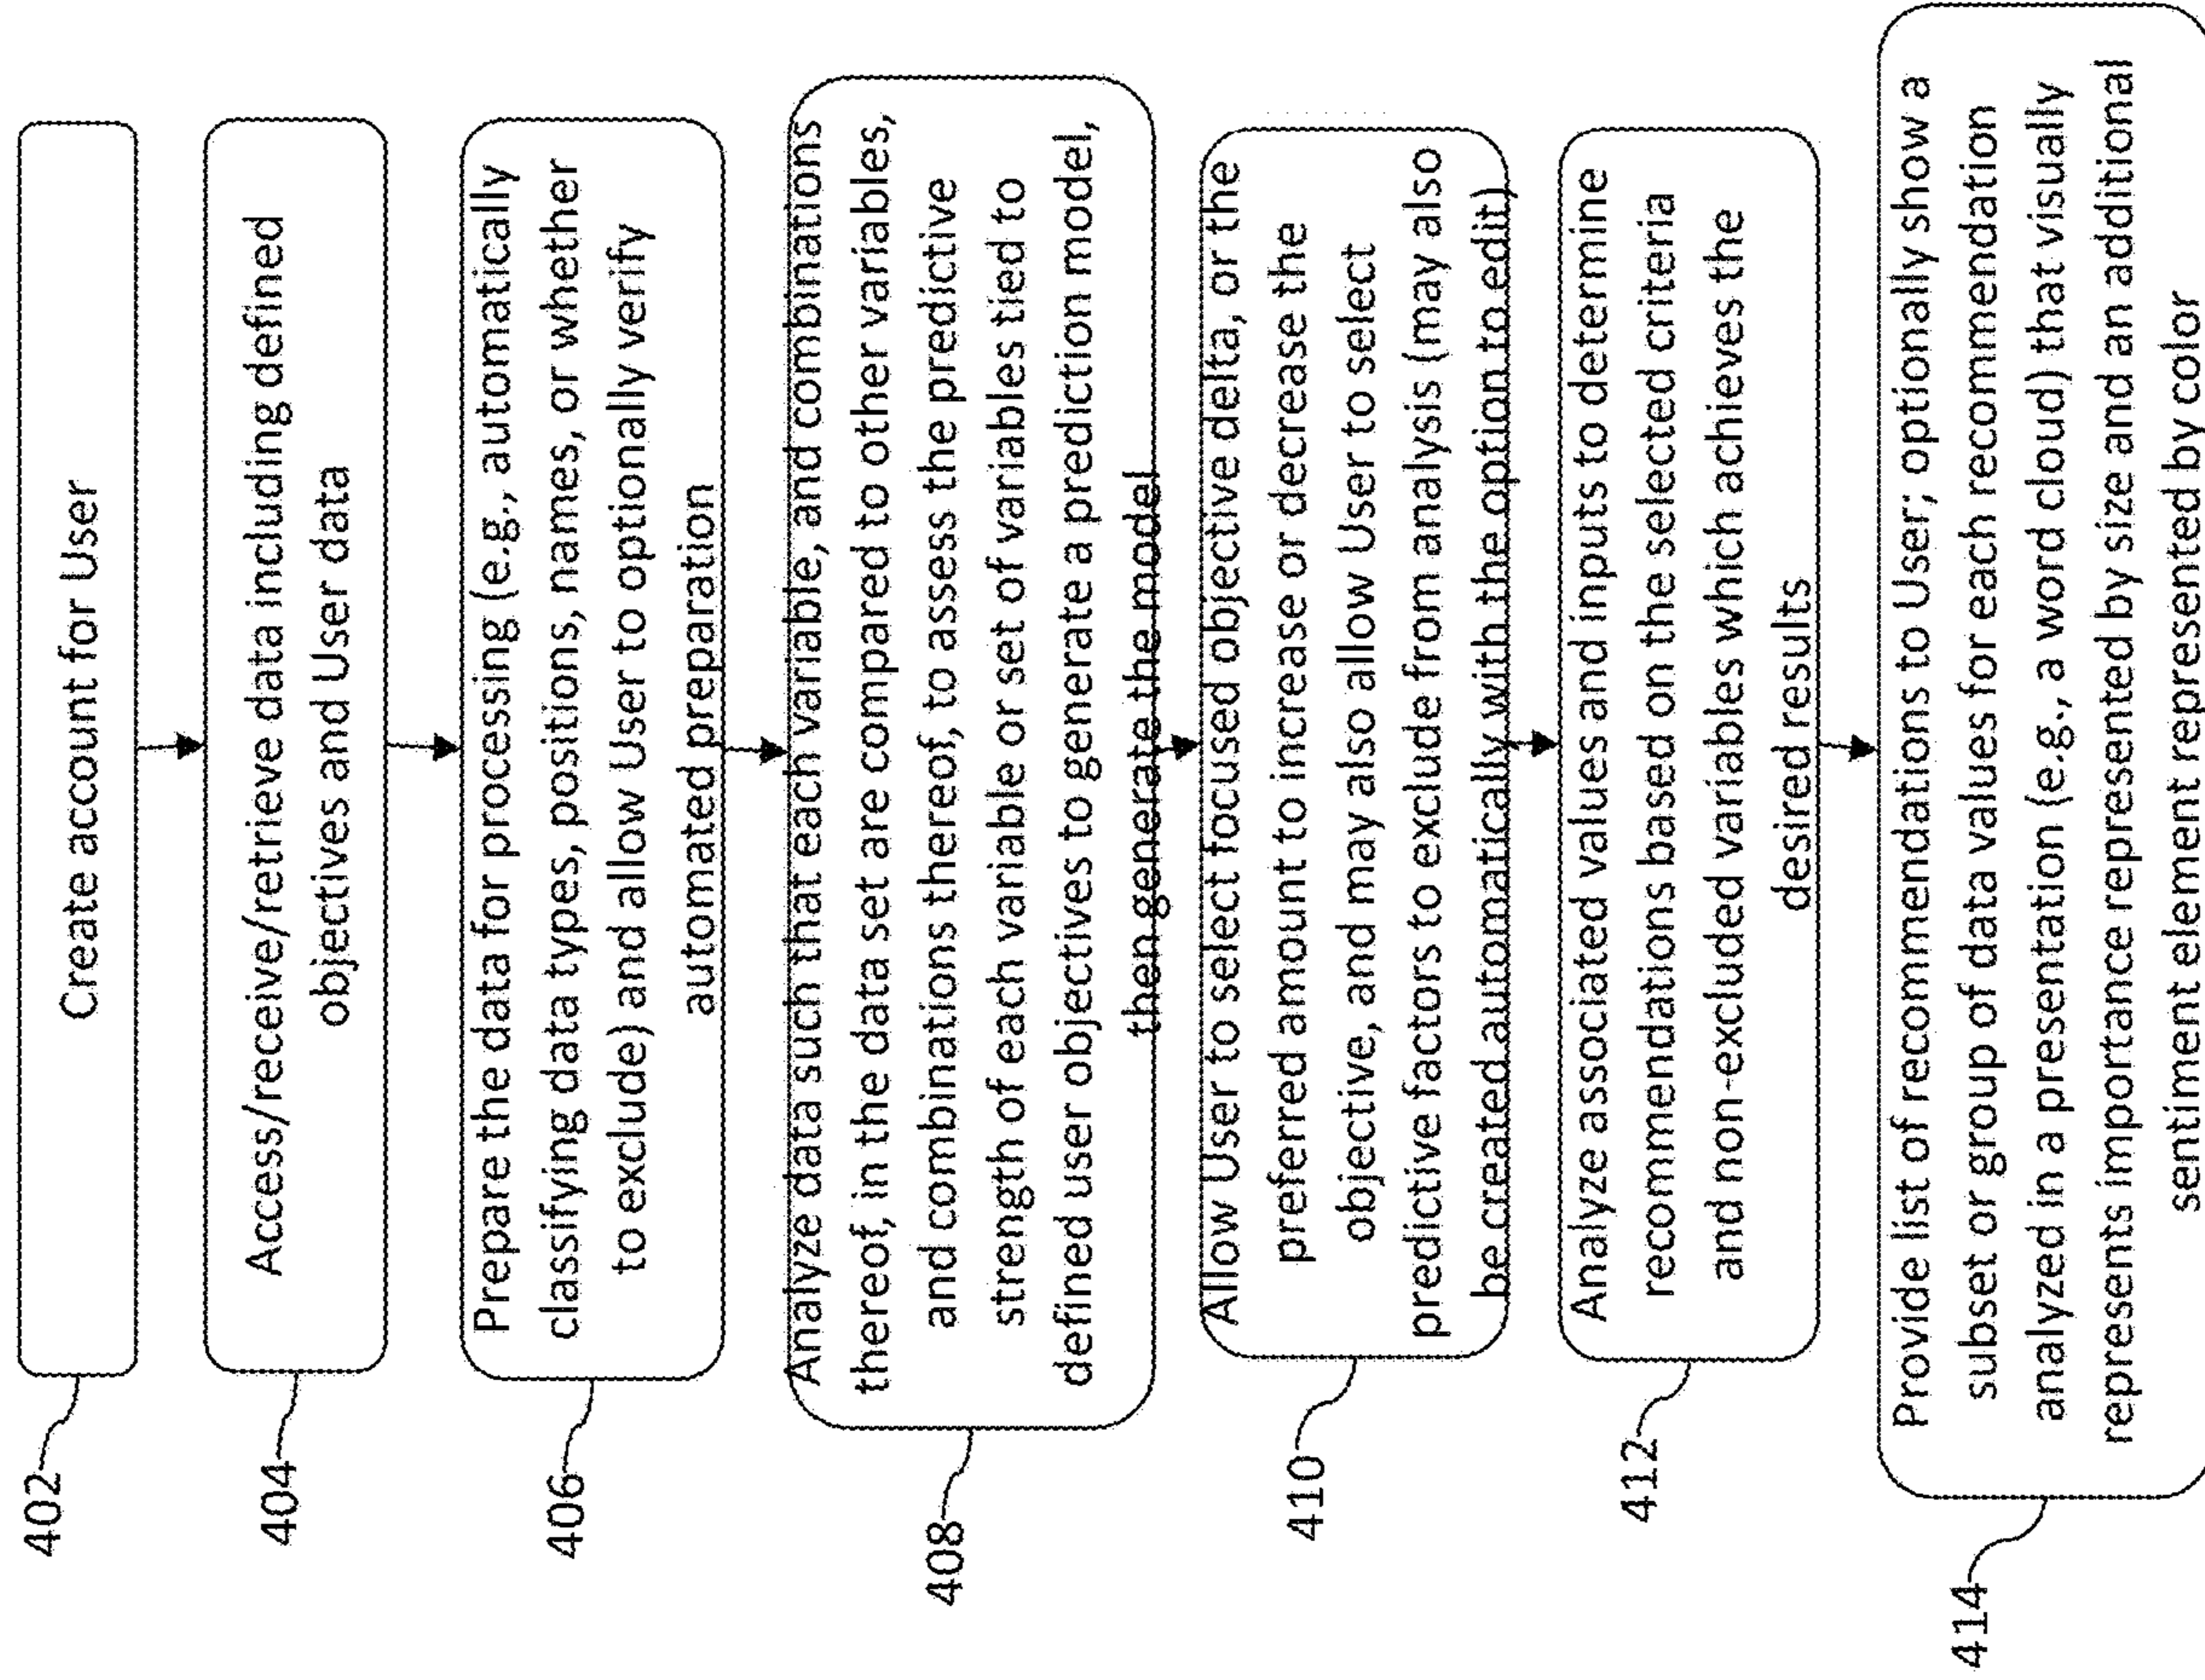 402
Create account for User
404
Access/receive/retrieve data including defined
objectives and User data
406
Prepare the data for processing (e.g., automatically
classifying data types, positions, names, or whether
to exclude) and allow User to optionally verify
automated preparation
408
Analyze data such that each variable, and combinations
thereof, in the data set are compared to other variables,
and combinations thereof, to assess the predictive
strength of each variable or set of variables tied to
defined user objectives to generate a prediction model,
then generate the model
410
Allow User to select focused objective delta, or the
preferred amount to increase or decrease the
objective, and may also allow User to select
predictive factors to exclude from analysis (may also
be created automatically with the option to edit)
412
Analyze associated values and inputs to determine
recommendations based on the selected criteria
and non-excluded variables which achieves the
desired results
414
Provide list of recommendations to User; optionally show a
subset or group of data values for each recommendation
analyzed in a presentation (e.g., a word cloud) that visually
represents importance represented by size and an additional
sentiment element represented by color